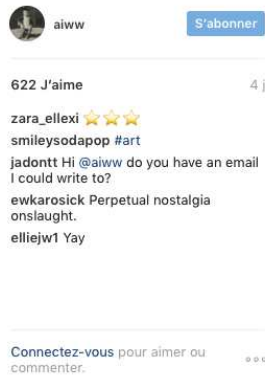 aiww S'abonner
622 J'aime 4 j
zara_ellexi ⭐⭐⭐
smileysodapop #art
jadontt Hi @aiww do you have an email
I could write to?
ewkarosick Perpetual nostalgia
onslaught.
elliejw1 Yay
Connectez-vous pour aimer ou
commenter.